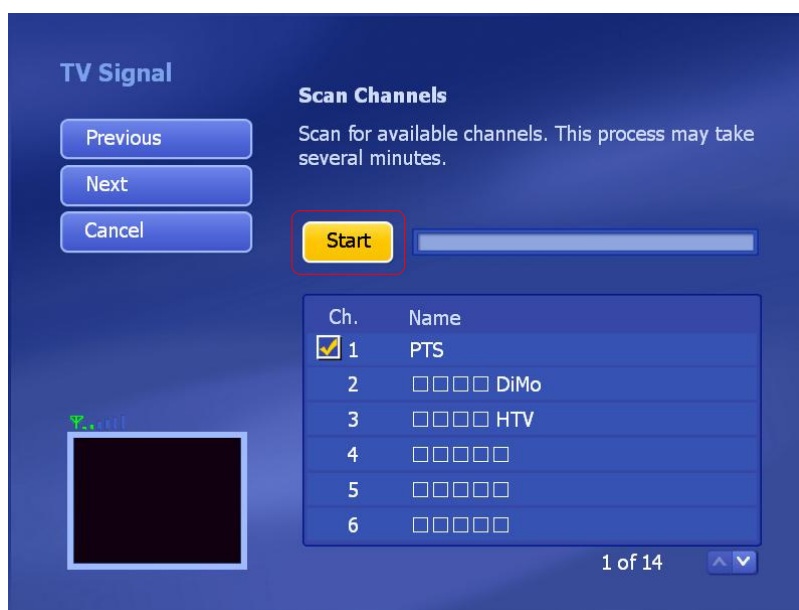 TV Signal
Previous
Next
Cancel
Scan Channels
Scan for available channels. This process may take
several minutes.
Start
Ch. Name
1 PTS
2 □□□□ DiMo
3 □□□□ HTV
4 □□□□□
5 □□□□□
6 □□□□□
1 of 14